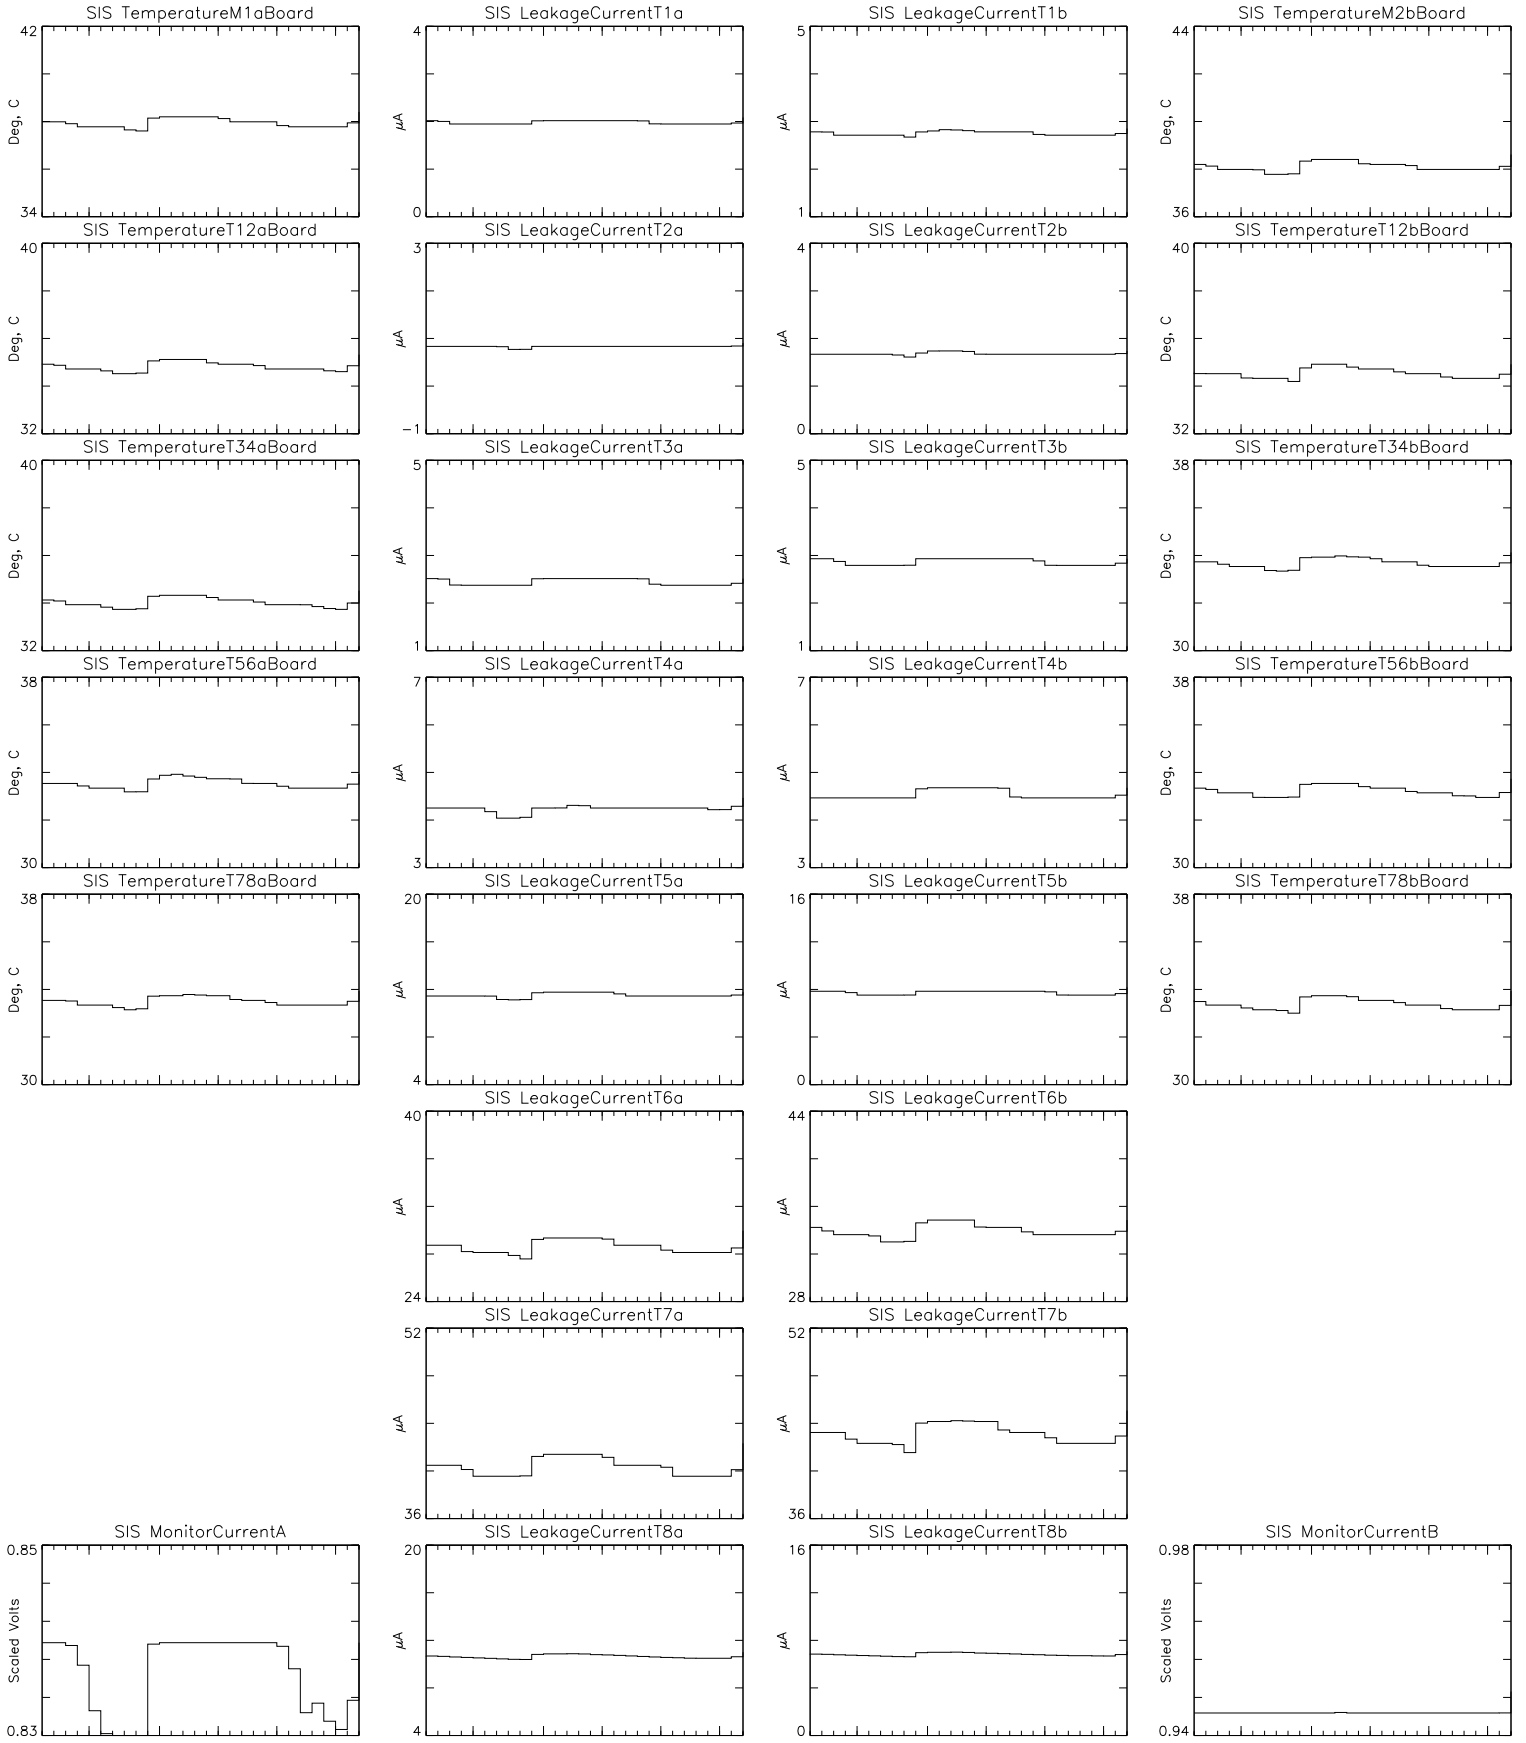 SIS TemperatureM1aBoard
42
Deg, C
34
SIS LeakageCurrentT1a
4
μA
0
SIS LeakageCurrentT1b
5
μA
1
SIS TemperatureM2bBoard
44
Deg, C
36
SIS TemperatureT12aBoard
40
Deg, C
32
SIS LeakageCurrentT2a
3
μA
−1
SIS LeakageCurrentT2b
4
μA
0
SIS TemperatureT12bBoard
40
Deg, C
32
SIS TemperatureT34aBoard
40
Deg, C
32
SIS LeakageCurrentT3a
5
μA
1
SIS LeakageCurrentT3b
5
μA
1
SIS TemperatureT34bBoard
38
Deg, C
30
SIS TemperatureT56aBoard
38
Deg, C
30
SIS LeakageCurrentT4a
7
μA
3
SIS LeakageCurrentT4b
7
μA
3
SIS TemperatureT56bBoard
38
Deg, C
30
SIS TemperatureT78aBoard
38
Deg, C
30
SIS LeakageCurrentT5a
20
μA
4
SIS LeakageCurrentT5b
16
μA
0
SIS TemperatureT78bBoard
38
Deg, C
30
SIS LeakageCurrentT6a
40
μA
24
SIS LeakageCurrentT6b
44
μA
28
SIS LeakageCurrentT7a
52
μA
36
SIS LeakageCurrentT7b
52
μA
36
SIS MonitorCurrentA
0.85
Scaled Volts
0.83
SIS LeakageCurrentT8a
20
μA
4
SIS LeakageCurrentT8b
16
μA
0
SIS MonitorCurrentB
0.98
Scaled Volts
0.94